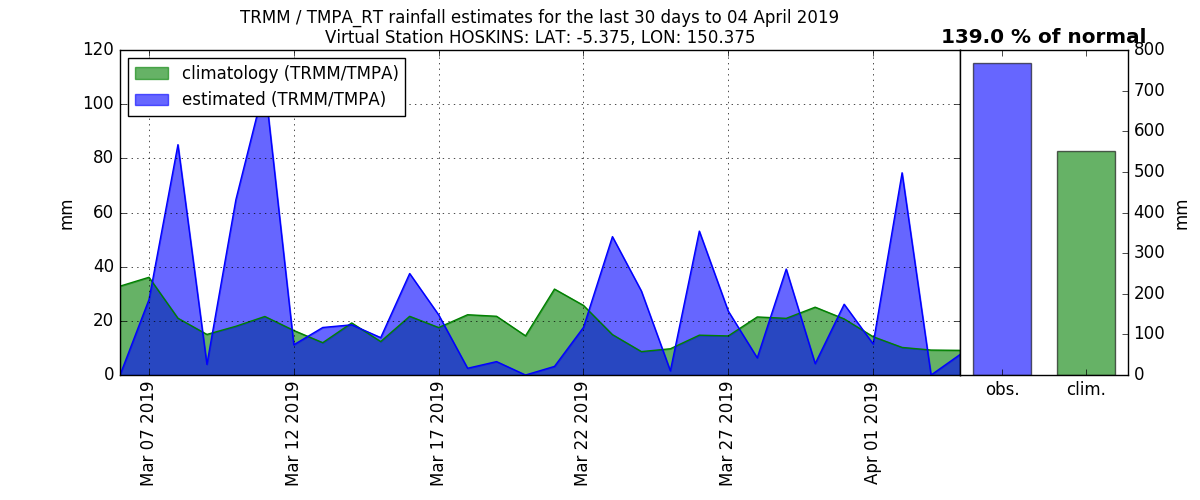 TRMM / TMPA_RT rainfall estimates for the last 30 days to 04 April 2019
Virtual Station HOSKINS: LAT: -5.375, LON: 150.375
139.0 % of normal
climatology (TRMM/TMPA)
estimated (TRMM/TMPA)
120
100
80
60
40
20
0
mm
Mar 07 2019
Mar 12 2019
Mar 17 2019
Mar 22 2019
Mar 27 2019
Apr 01 2019
800
700
600
500
400
300
200
100
0
mm
obs.
clim.